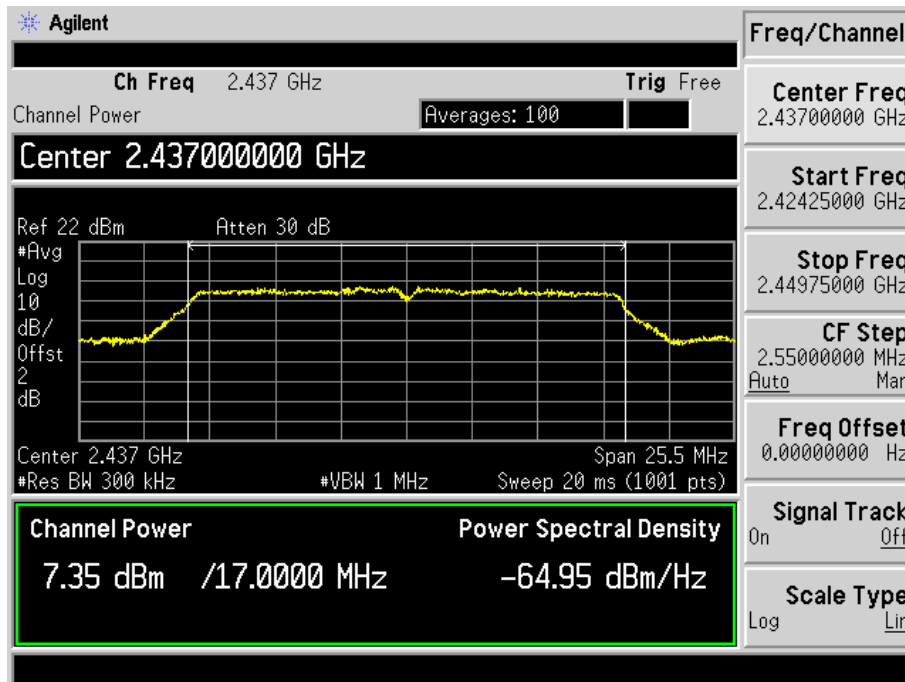 Agilent
Freq/Channel
Ch Freq 2.437 GHz Trig Free
Channel Power Averages: 100
Center 2.437000000 GHz
Ref 22 dBm Atten 30 dB
#Avg
Log
10
dB/
Offst
2
dB
Center 2.437 GHz Span 25.5 MHz
#Res BW 300 kHz #VBW 1 MHz Sweep 20 ms (1001 pts)
Channel Power Power Spectral Density
7.35 dBm /17.0000 MHz -64.95 dBm/Hz
Center Freq
2.43700000 GHz
Start Freq
2.42425000 GHz
Stop Freq
2.44975000 GHz
CF Step
2.55000000 MHz
Auto Man
Freq Offset
0.00000000 Hz
Signal Track
On Off
Scale Type
Log Lin